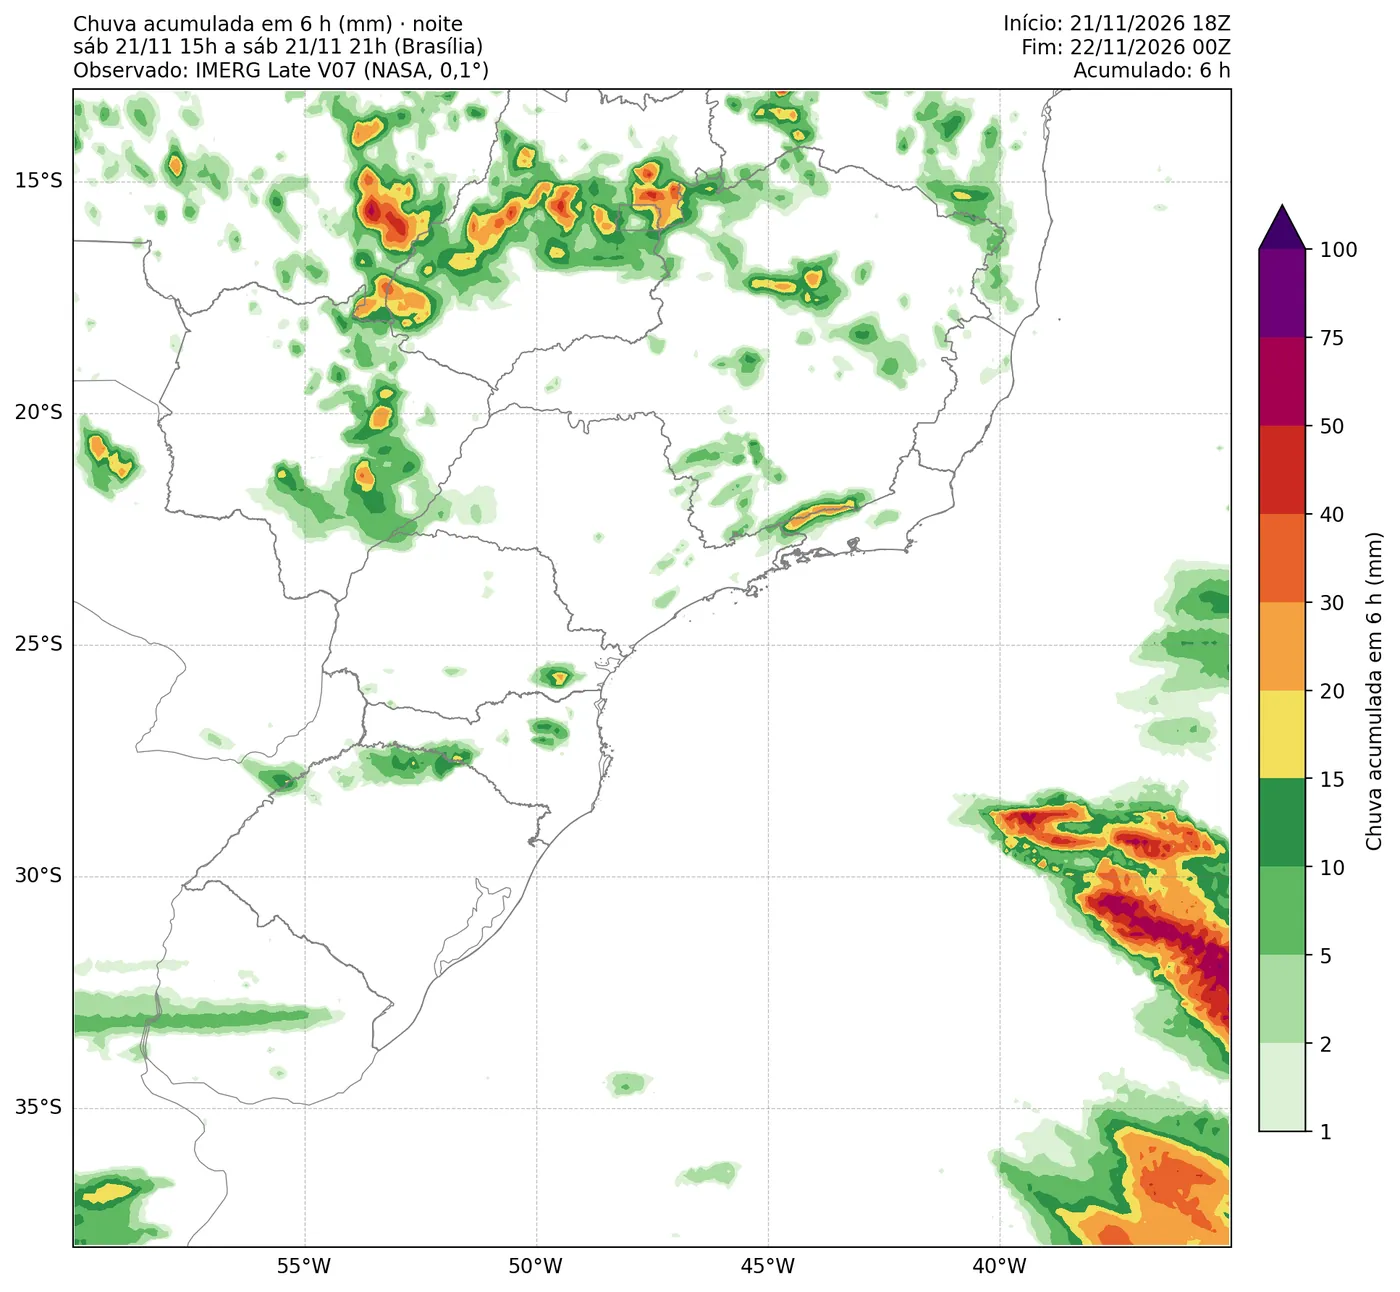 Chuva acumulada em 6 h (mm) · noite
sáb 21/11 15h a sáb 21/11 21h (Brasília)
Observado: IMERG Late V07 (NASA, 0,1°)
Início: 21/11/2026 18Z
Fim: 22/11/2026 00Z
Acumulado: 6 h
15°S
20°S
25°S
30°S
35°S
55°W
50°W
45°W
40°W
100
75
50
40
30
20
15
10
5
2
1
Chuva acumulada em 6 h (mm)